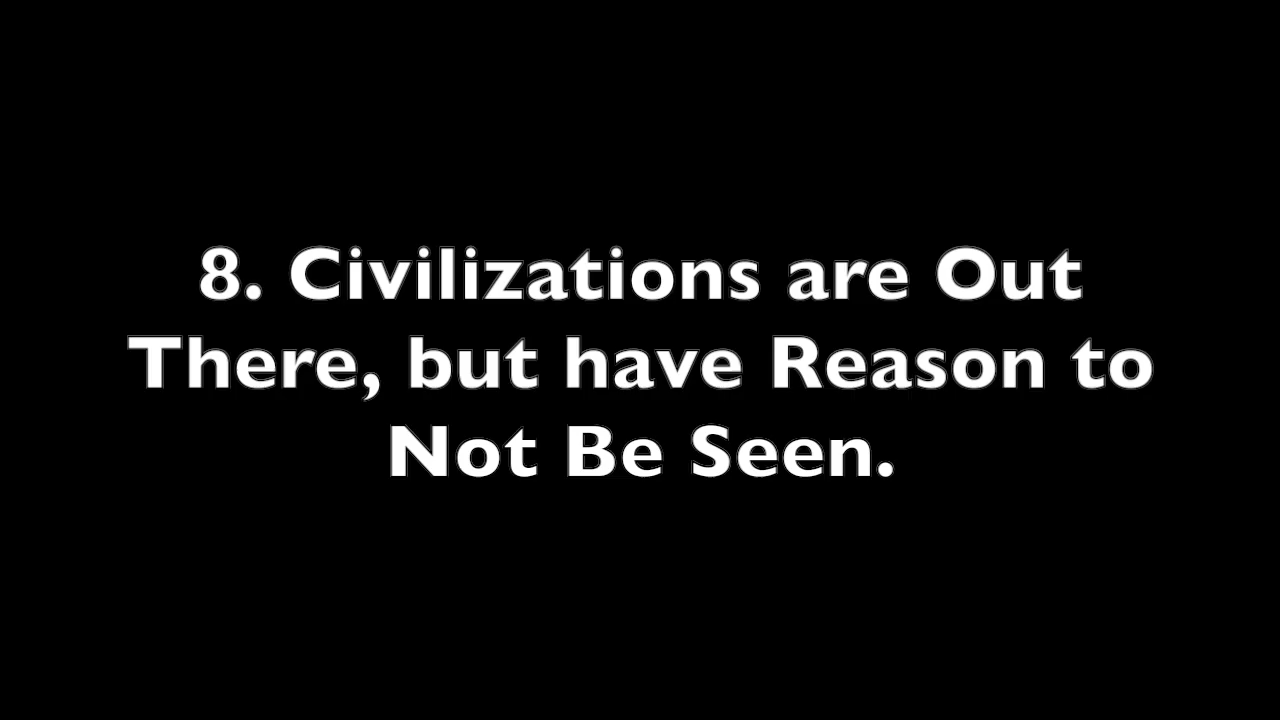 8. Civilizations are Out
There, but have Reason to
Not Be Seen.